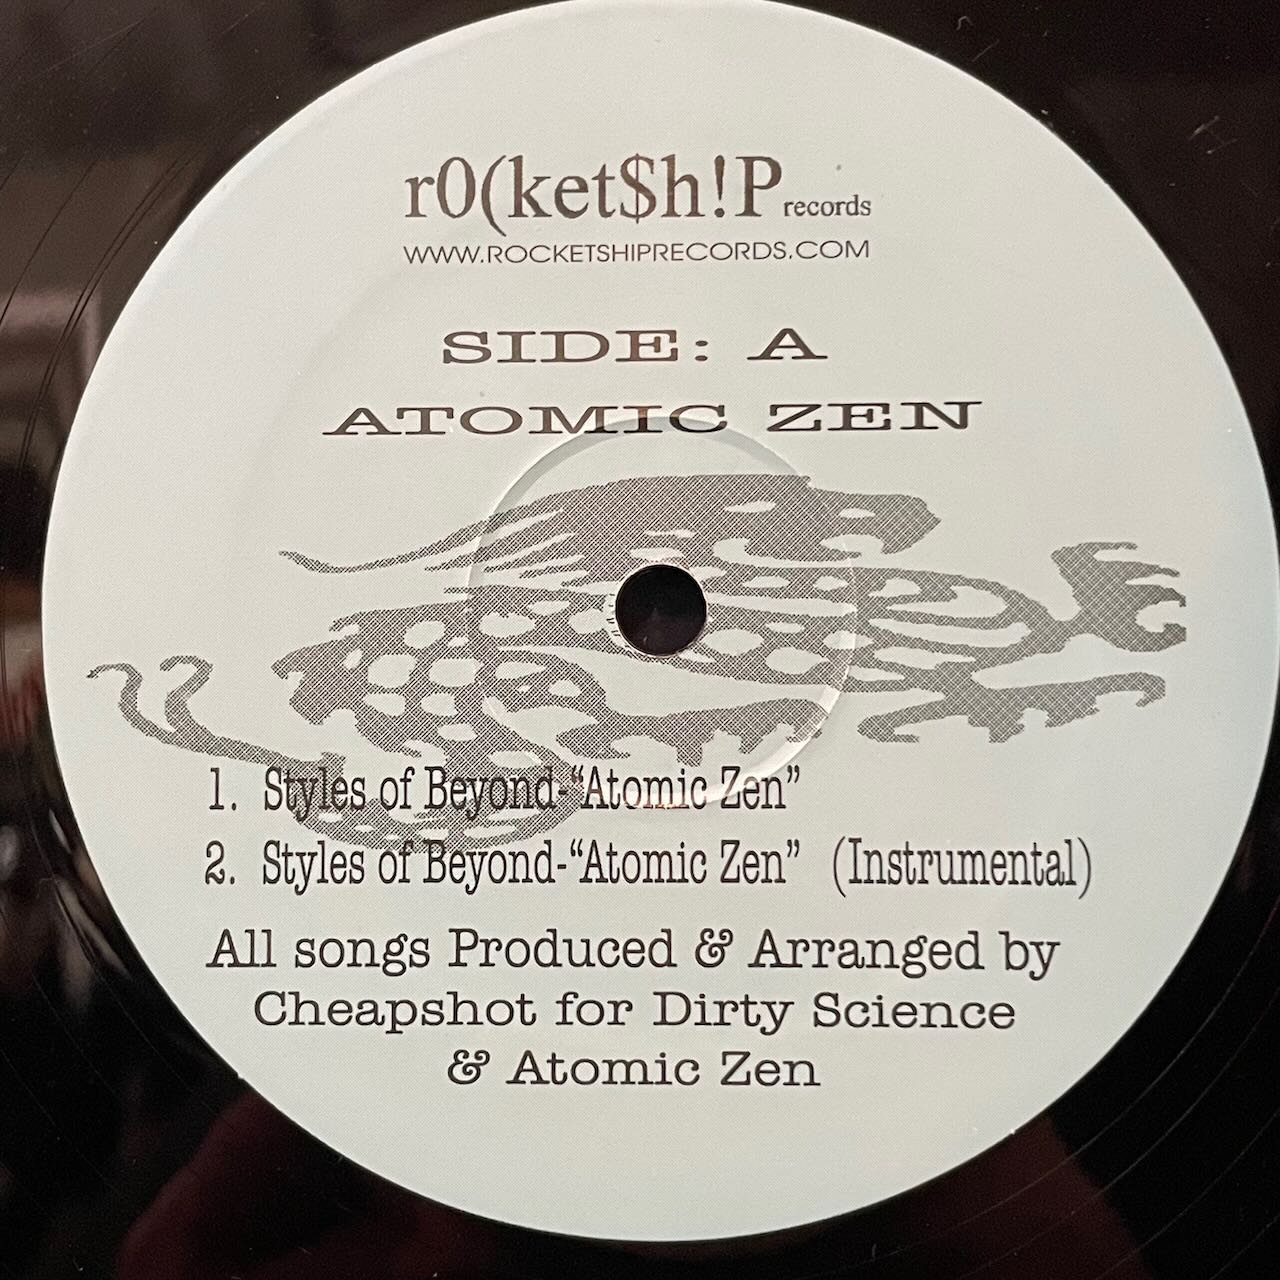 r0(ket$h!P records
WWW.ROCKETSHIPRECORDS.COM
SIDE: A
ATOMIC ZEN
1. Styles of Beyond-“Atomic Zen”
2. Styles of Beyond-“Atomic Zen” (Instrumental)
All songs Produced & Arranged by
Cheapshot for Dirty Science
& Atomic Zen